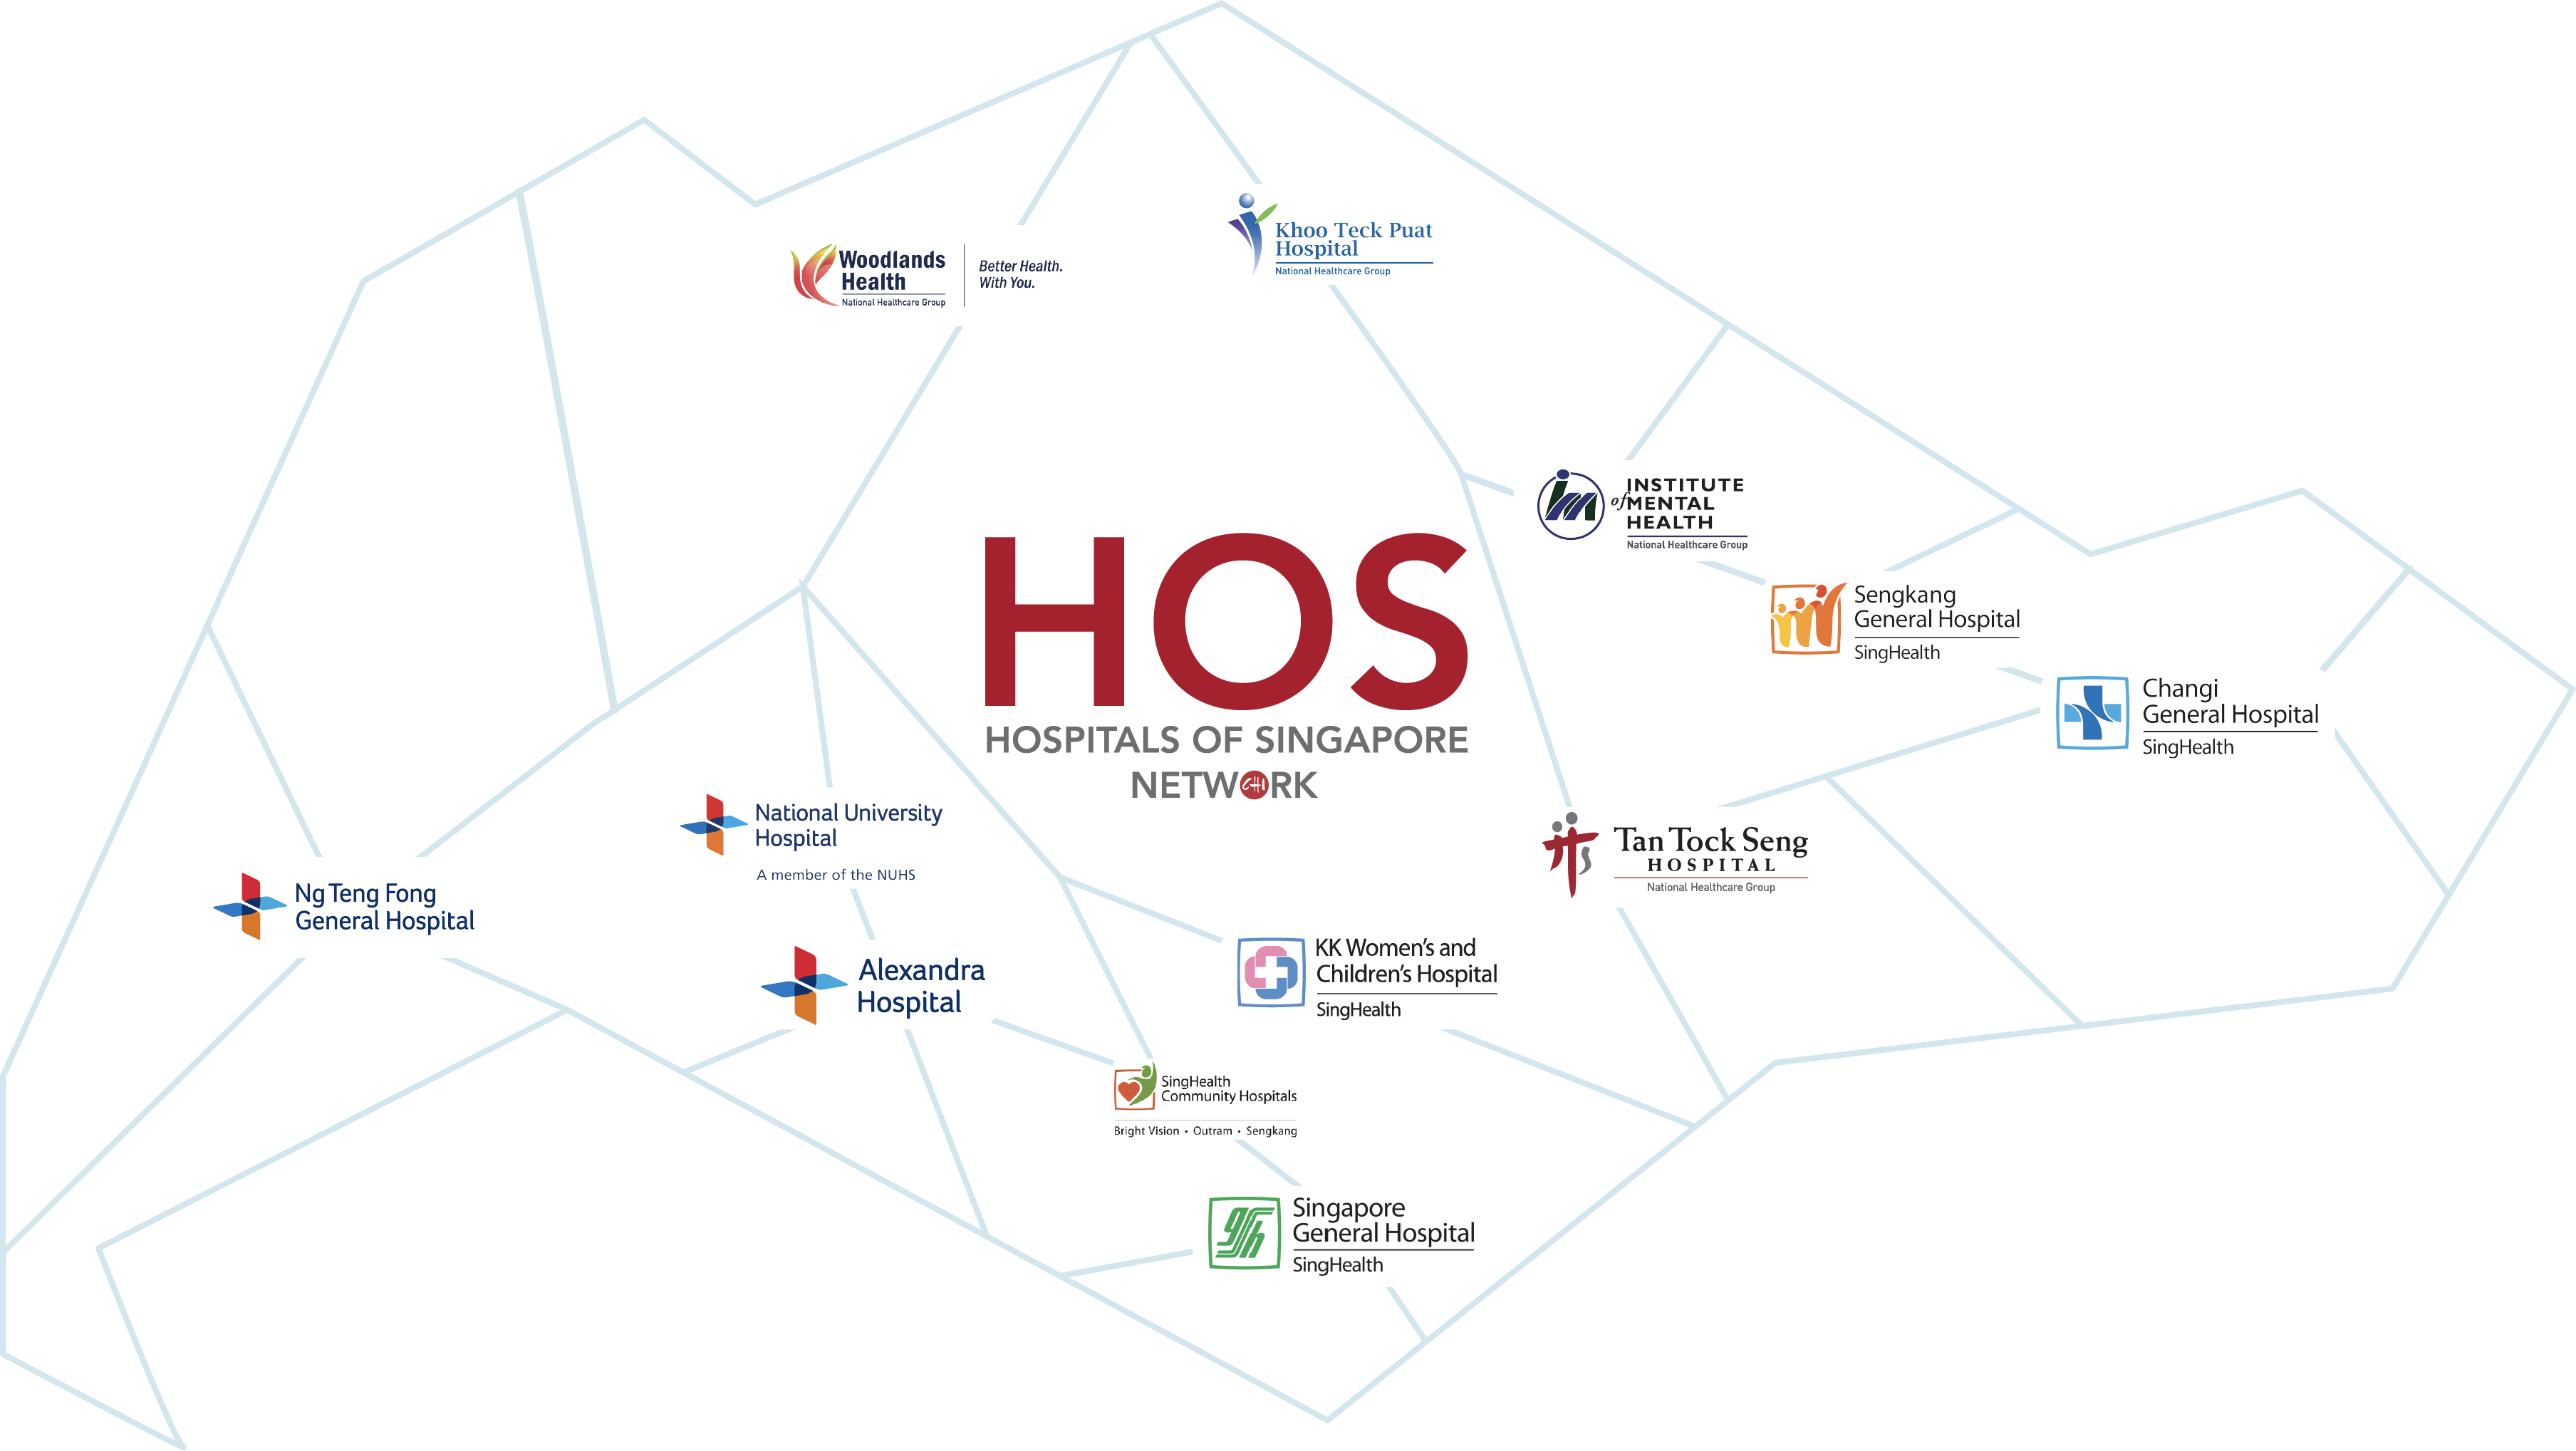 Khoo Teck Puat
Hospital
National Healthcare Group
Woodlands
Health
National Healthcare Group
Better Health.
With You.
INSTITUTE
of MENTAL
HEALTH
National Healthcare Group
HOS
HOSPITALS OF SINGAPORE
NETWORK
Sengkang
General Hospital
SingHealth
Changi
General Hospital
SingHealth
National University
Hospital
A member of the NUHS
Tan Tock Seng
HOSPITAL
National Healthcare Group
Ng Teng Fong
General Hospital
Alexandra
Hospital
KK Women's and
Children's Hospital
SingHealth
SingHealth
Community Hospitals
Bright Vision • Outram • Sengkang
Singapore
General Hospital
SingHealth